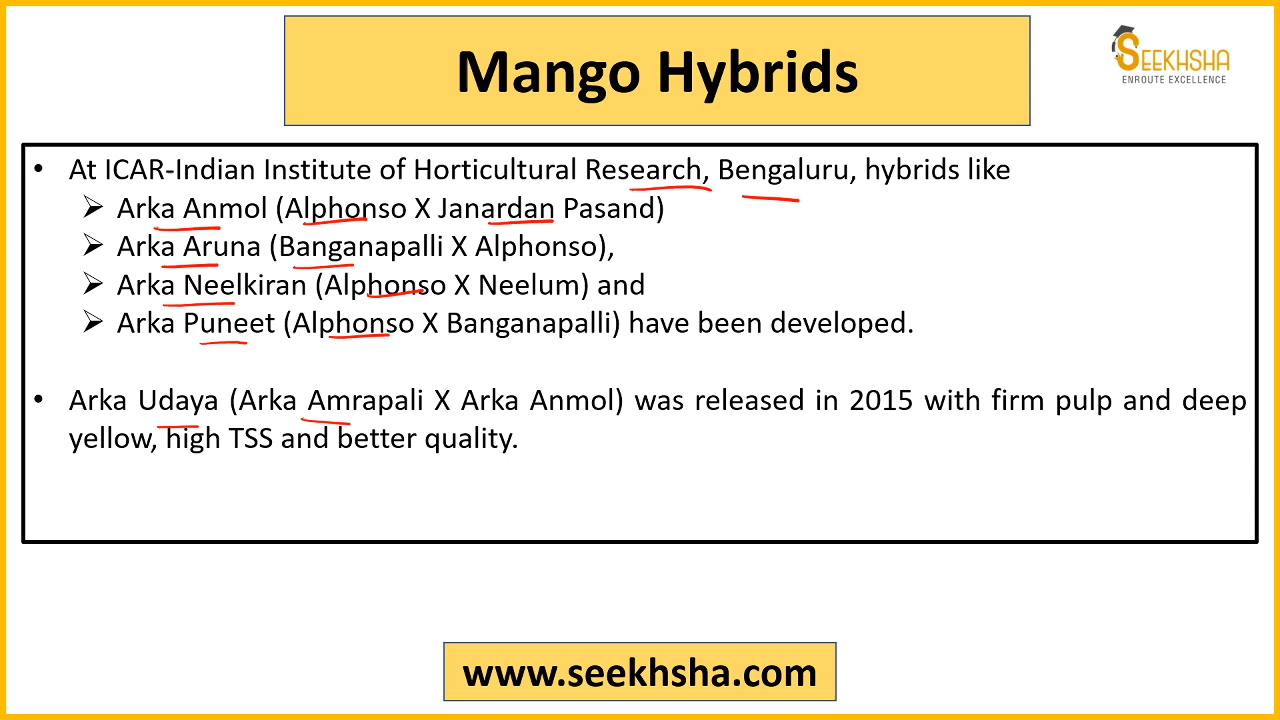 Mango Hybrids
SEEKHSHA
ENROUTE EXCELLENCE
• At ICAR-Indian Institute of Horticultural Research, Bengaluru, hybrids like
➢ Arka Anmol (Alphonso X Janardan Pasand)
➢ Arka Aruna (Banganapalli X Alphonso),
➢ Arka Neelkiran (Alphonso X Neelum) and
➢ Arka Puneet (Alphonso X Banganapalli) have been developed.
• Arka Udaya (Arka Amrapali X Arka Anmol) was released in 2015 with firm pulp and deep
yellow, high TSS and better quality.
www.seekhsha.com